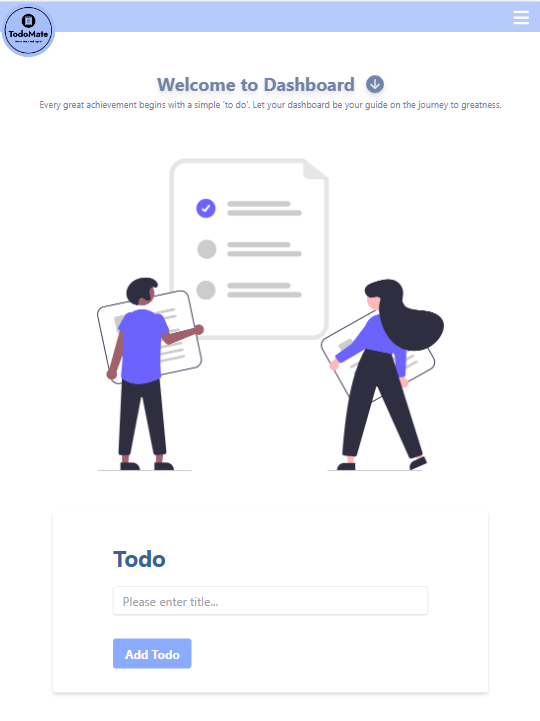 TodoMate
Welcome to Dashboard
Every great achievement begins with a simple 'to do'. Let your dashboard be your guide on the journey to greatness.
Todo
Please enter title...
Add Todo